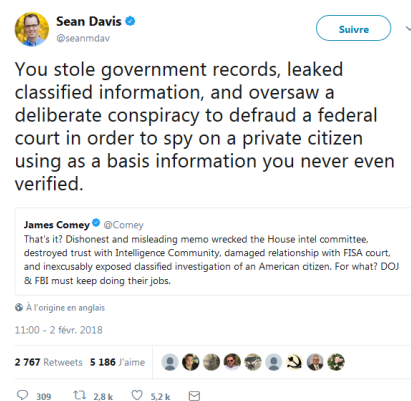 Sean Davis
@seanmdav
Suivre
You stole government records, leaked
classified information, and oversaw a
deliberate conspiracy to defraud a federal
court in order to spy on a private citizen
using as a basis information you never even
verified.
James Comey @Comey
That's it? Dishonest and misleading memo wrecked the House intel committee,
destroyed trust with Intelligence Community, damaged relationship with FISA court,
and inexcusably exposed classified investigation of an American citizen. For what? DOJ
& FBI must keep doing their jobs.
À l'origine en anglais
11:00 - 2 févr. 2018
2 767 Retweets 5 186 J'aime
309 2,8 k 5,2 k